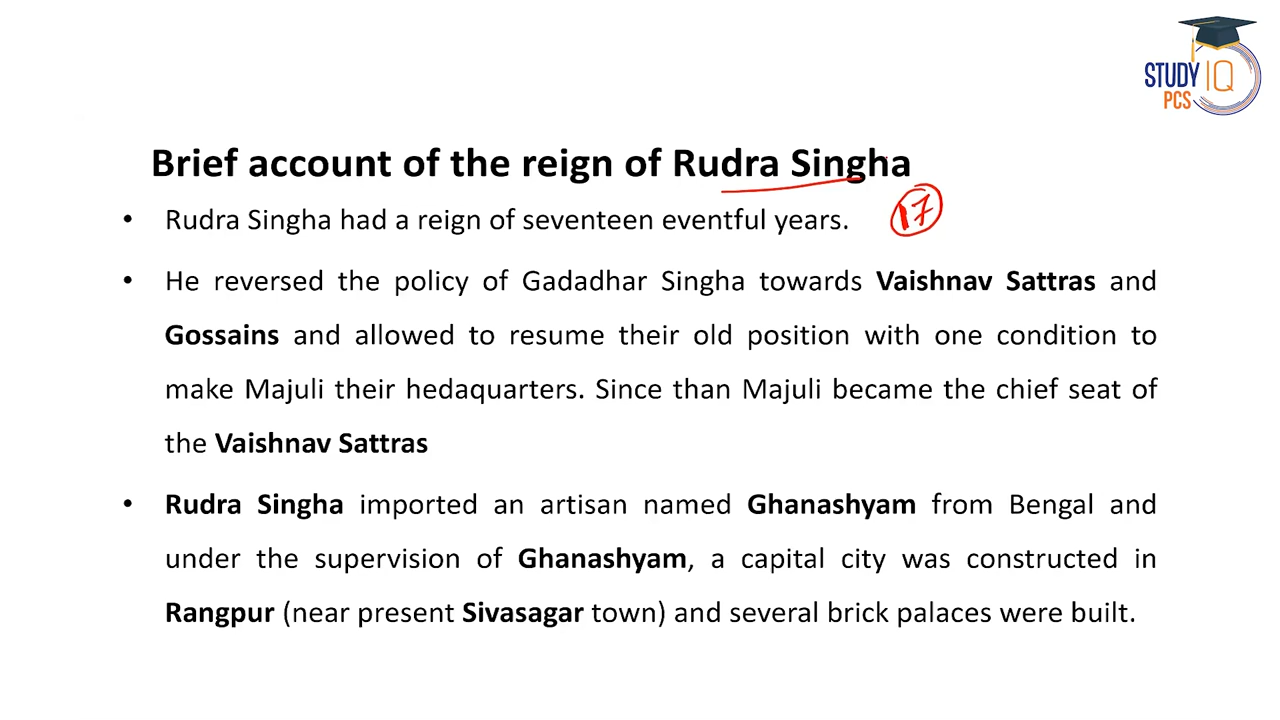 STUDY IQ
PCS
Brief account of the reign of Rudra Singha
• Rudra Singha had a reign of seventeen eventful years. 17
• He reversed the policy of Gadadhar Singha towards Vaishnav Sattras and
Gossains and allowed to resume their old position with one condition to
make Majuli their hedaquarters. Since than Majuli became the chief seat of
the Vaishnav Sattras
• Rudra Singha imported an artisan named Ghanashyam from Bengal and
under the supervision of Ghanashyam, a capital city was constructed in
Rangpur (near present Sivasagar town) and several brick palaces were built.